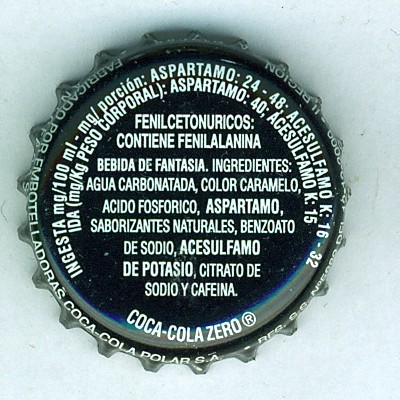 INGESTA mg/100 ml - mg/ porción: ASPARTAMO: 24 - 48: ACESULFAMO K: 16 - 32
IDA (mg/Kg PESO CORPORAL): ASPARTAMO: 40: ACESULFAMO K: 15
FENILCETONURICOS:
CONTIENE FENILALANINA
BEBIDA DE FANTASIA. INGREDIENTES:
AGUA CARBONATADA, COLOR CARAMELO,
ACIDO FOSFORICO, ASPARTAMO,
SABORIZANTES NATURALES, BENZOATO
DE SODIO, ACESULFAMO
DE POTASIO, CITRATO DE
SODIO Y CAFEINA.
COCA-COLA ZERO®
FABRICADO POR EMBOTELLADORAS COCA-COLA POLAR S.A.